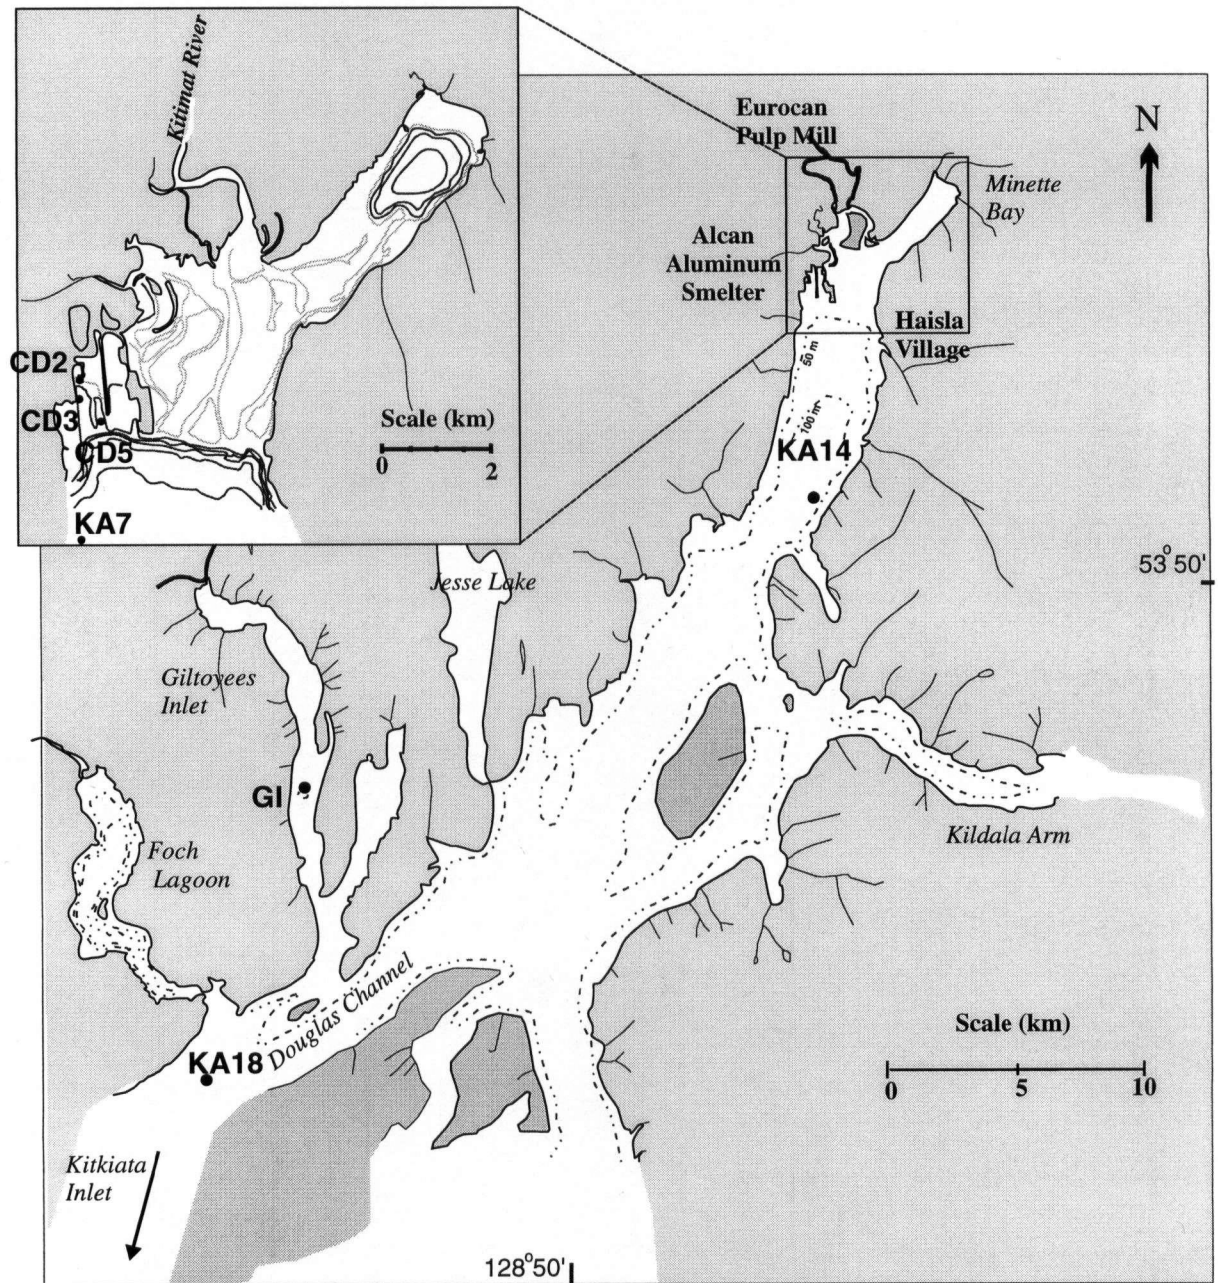 Kitimat River
CD2
CD3
CD5
KA7
Scale (km)
0 2
Eurocan
Pulp Mill
N
Minette
Bay
Alcan
Aluminum
Smelter
Haisla
Village
50 m
100 m
KA14
53°50'
Jesse Lake
Giltoyees
Inlet
GI
Foch
Lagoon
Kildala Arm
Douglas Channel
KA18
Scale (km)
0 5 10
Kitkiata
Inlet
128°50'